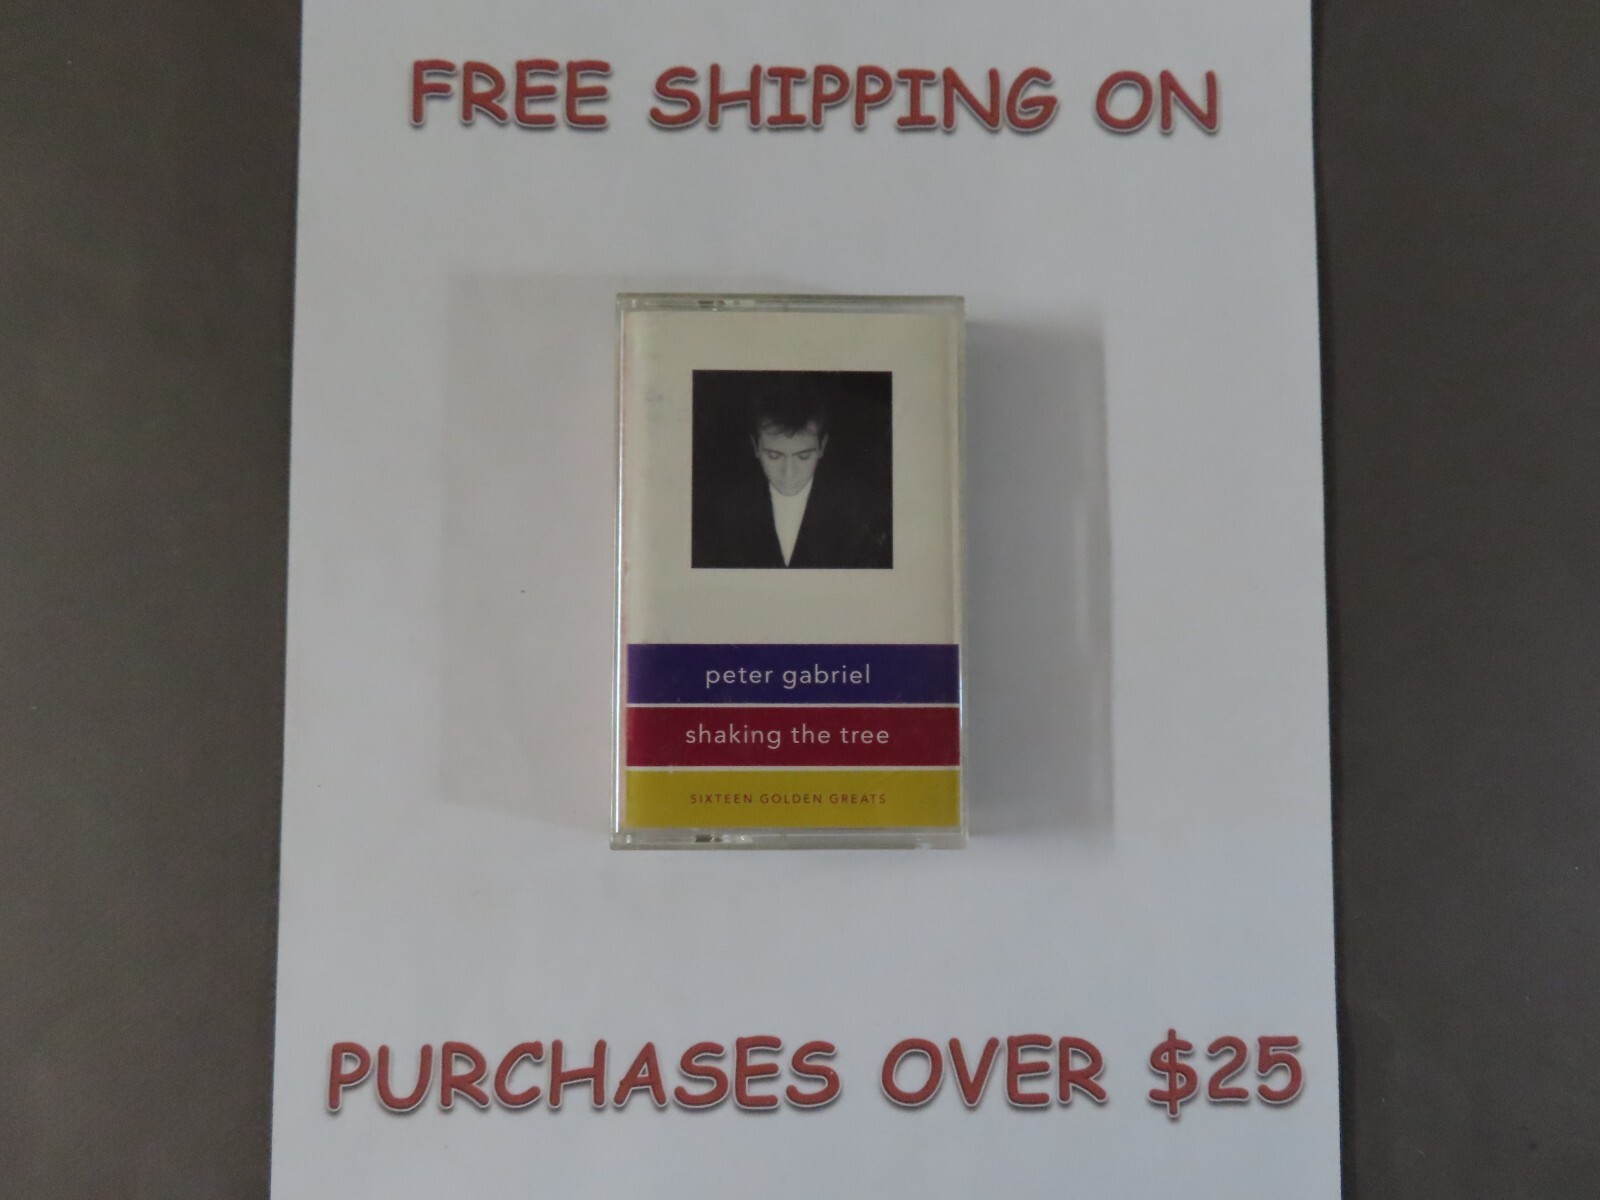 FREE SHIPPING ON
peter gabriel
shaking the tree
SIXTEEN GOLDEN GREATS
PURCHASES OVER $25